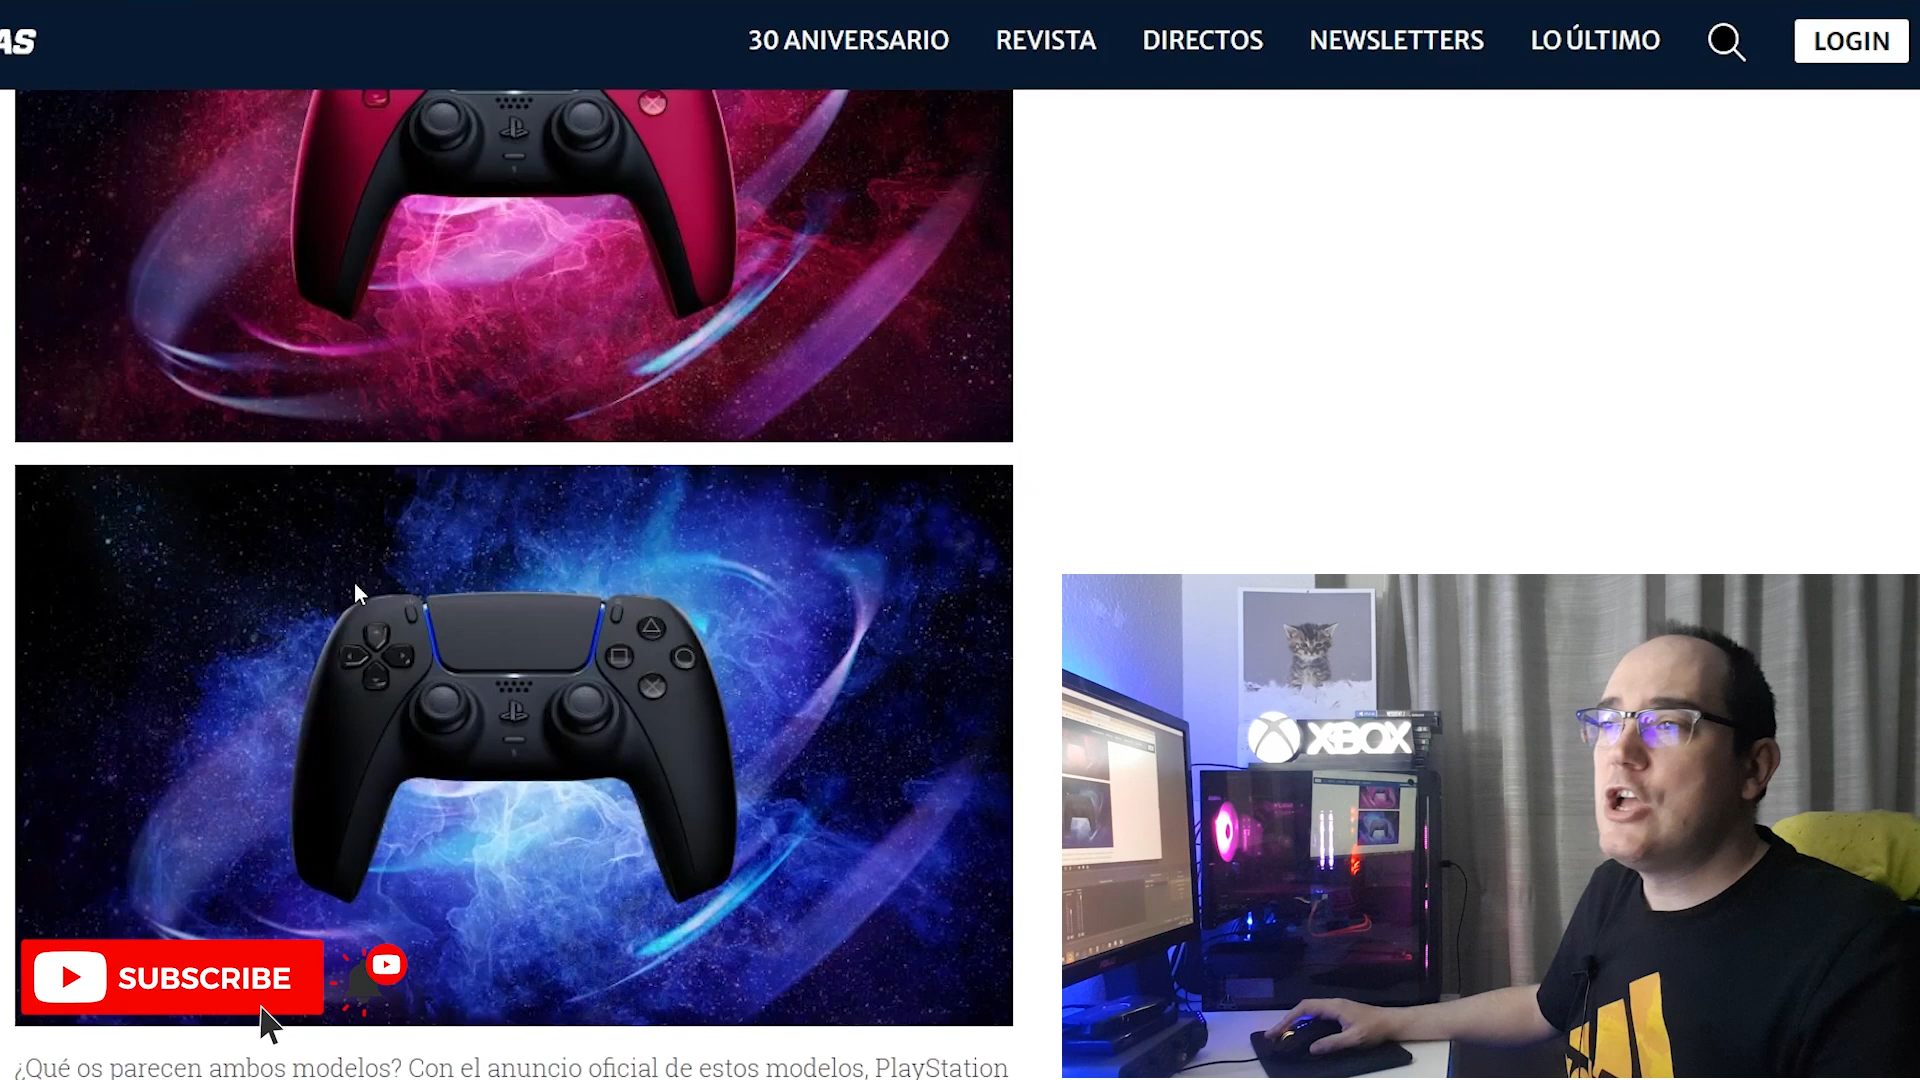 AS
30 ANIVERSARIO REVISTA DIRECTOS NEWSLETTERS LO ÚLTIMO LOGIN
XBOX
SUBSCRIBE
¿Qué os parecen ambos modelos? Con el anuncio oficial de estos modelos, PlayStation